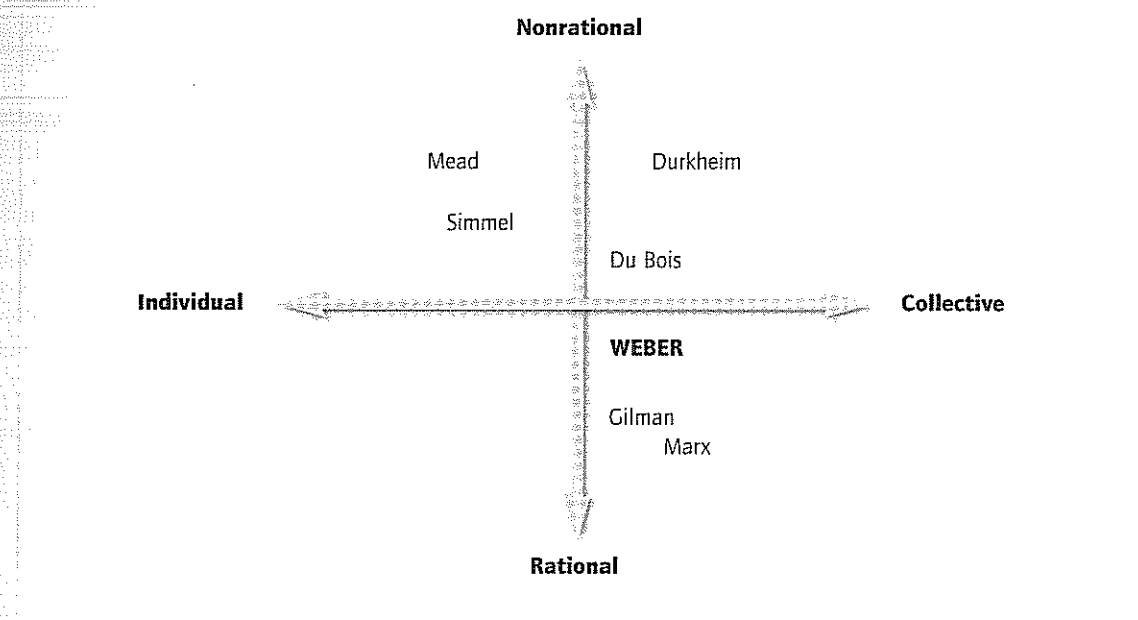 Nonrational
Mead
Durkheim
Simmel
Du Bois
Individual
Collective
WEBER
Gilman
Marx
Rational